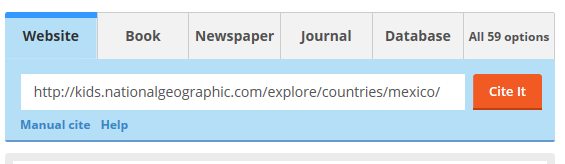 Website Book Newspaper Journal Database All 59 options
http://kids.nationalgeographic.com/explore/countries/mexico/ Cite It
Manual cite Help